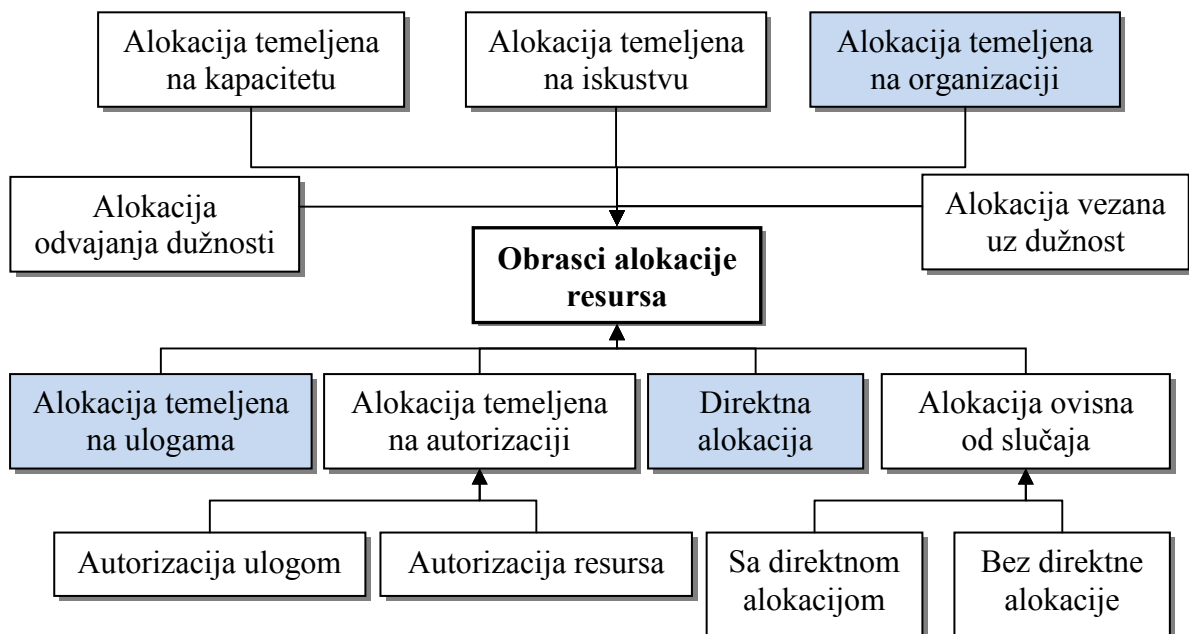 Alokacija temeljena
na kapacitetu
Alokacija temeljena
na iskustvu
Alokacija temeljena
na organizaciji
Alokacija
odvajanja dužnosti
Alokacija vezana
uz dužnost
Obrasci alokacije
resursa
Alokacija temeljena
na ulogama
Alokacija temeljena
na autorizaciji
Direktna
alokacija
Alokacija ovisna
od slučaja
Autorizacija ulogom
Autorizacija resursa
Sa direktnom
alokacijom
Bez direktne
alokacije